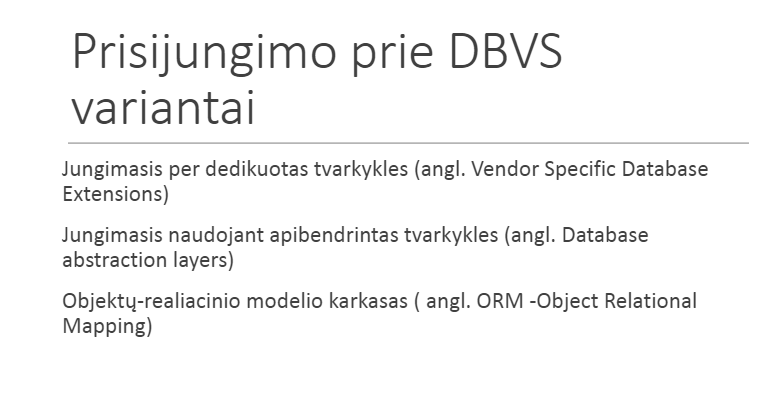 Prisijungimo prie DBVS
variantai
Jungimasis per dedikuotas tvarkykles (angl. Vendor Specific Database
Extensions)
Jungimasis naudojant apibendrintas tvarkykles (angl. Database
abstraction layers)
Objektų-realiacinio modelio karkasas ( angl. ORM -Object Relational
Mapping)